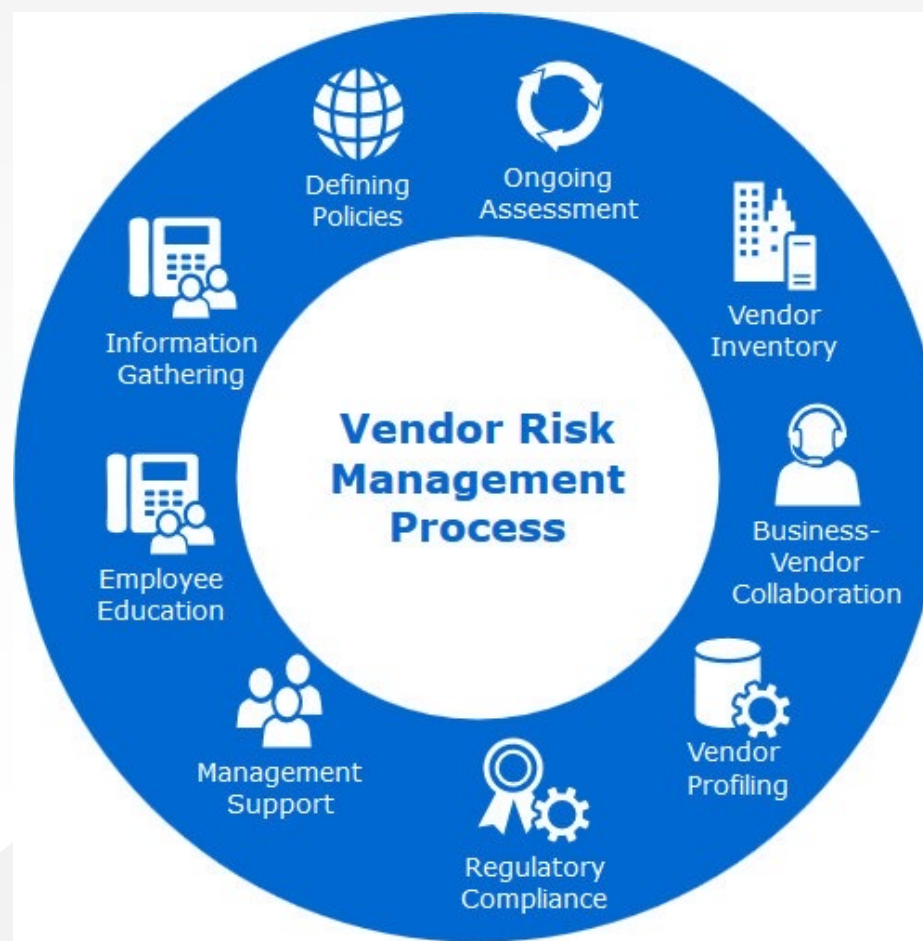 Defining
Policies
Ongoing
Assessment
Vendor
Inventory
Business-
Vendor
Collaboration
Vendor
Profiling
Regulatory
Compliance
Management
Support
Employee
Education
Information
Gathering
Vendor Risk
Management
Process